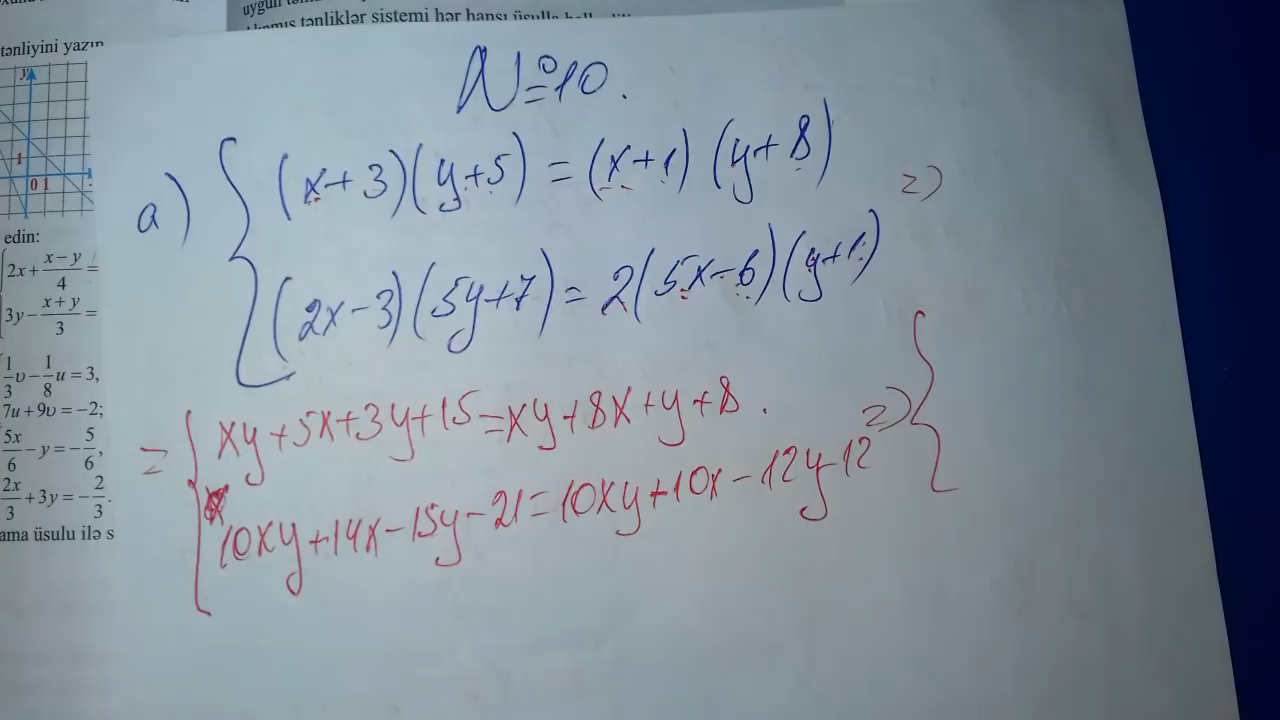 tənliyini yazın
y
1
0 1
edin:
2x + (x − y)/4 =
3y − (x + y)/3 =
1/3 υ − 1/8 u = 3,
7u + 9υ = −2;
5x/6 − y = −5/6,
2x/3 + 3y = −2/3.
ama üsulu ilə s
tənliklər sistemi hər hansı üsulla
№10.
a) { (x+3)(y+5) = (x+1)(y+8)
(2x−3)(5y+7) = 2(5x−6)(y+1)
=)
= { xy+5x+3y+15=xy+8x+y+8.
10xy+14x−15y−21=10xy+10x−12y−12
=) {